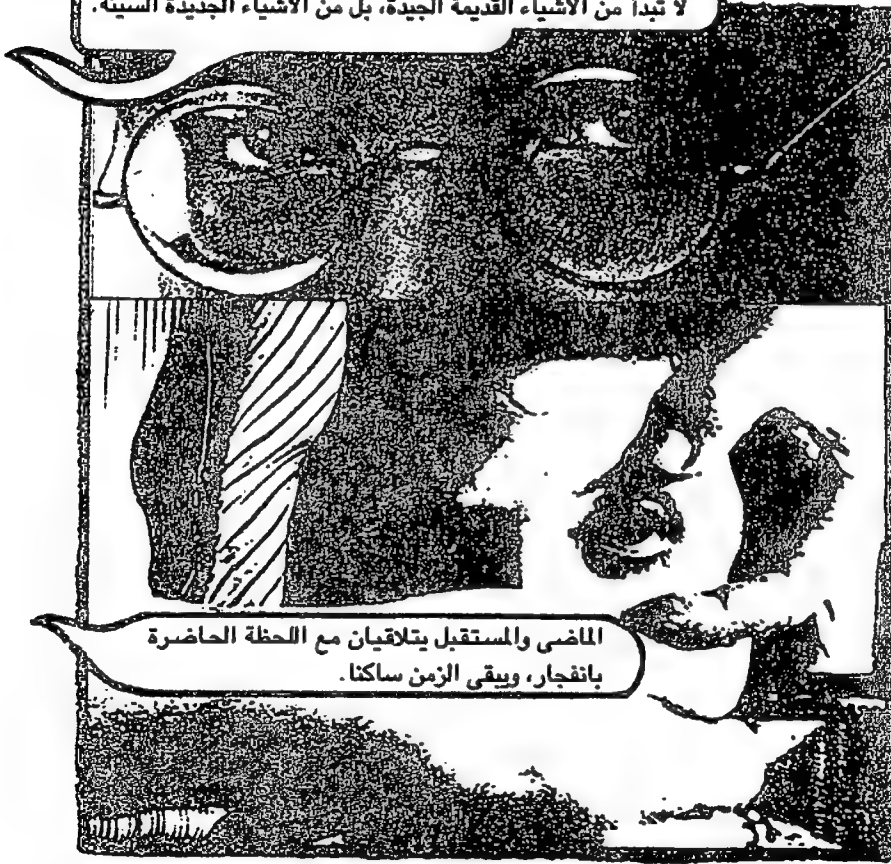 لا تبدأ من الأشياء القديمة الجيدة، بل من الأشياء الجديدة السيئة.
الماضى والمستقبل يتلاقيان مع اللحظة الحاضرة
بانفجار، ويبقى الزمن ساكنا.